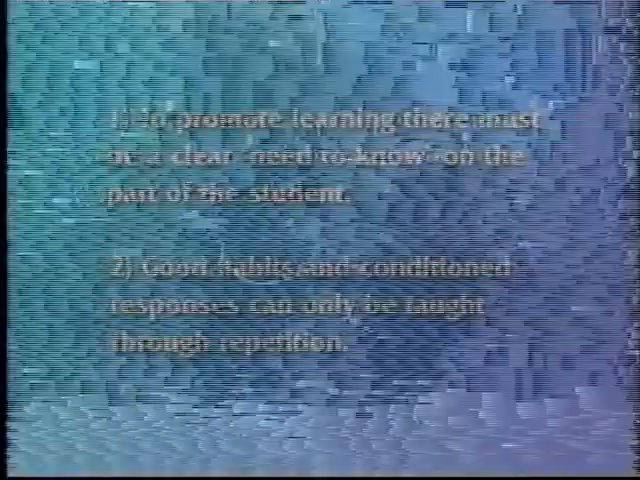 1) To promote learning there must
be a clear "need to know" on the
part of the student.
2) Good habits and conditioned
responses can only be taught
through repetition.